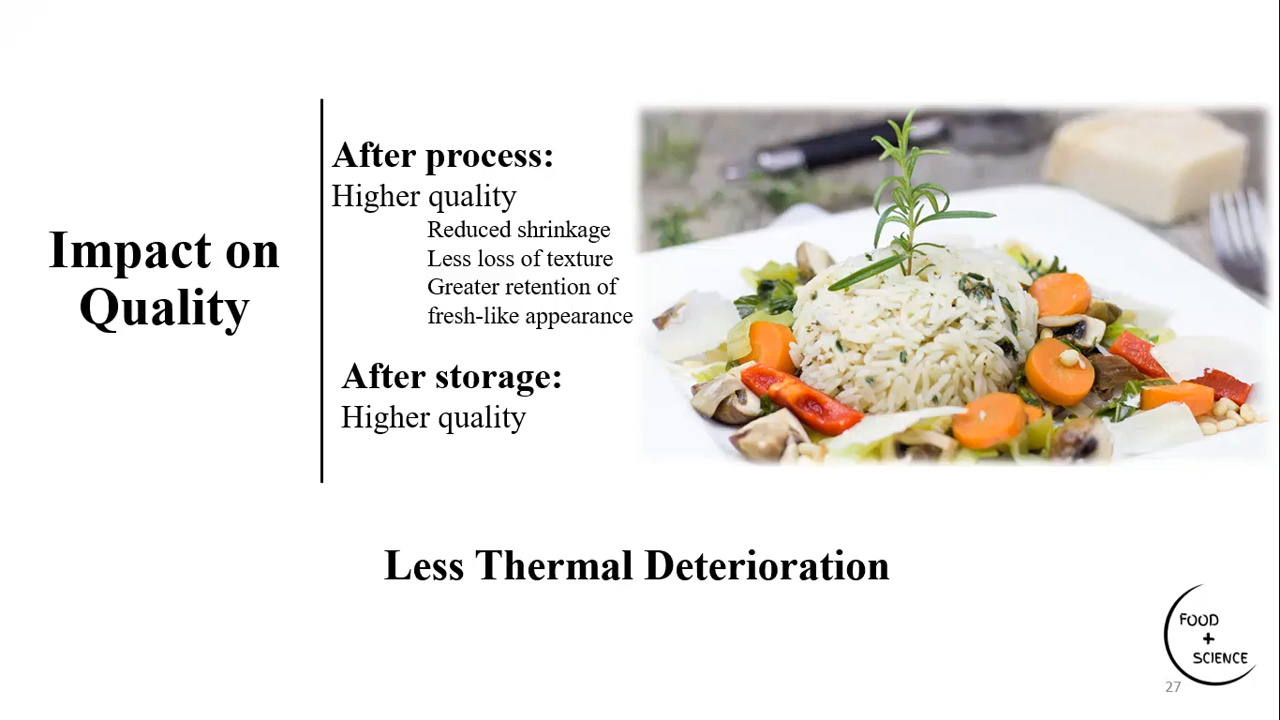 Impact on
Quality
After process:
Higher quality
Reduced shrinkage
Less loss of texture
Greater retention of
fresh-like appearance
After storage:
Higher quality
Less Thermal Deterioration
FOOD
+
SCIENCE
27